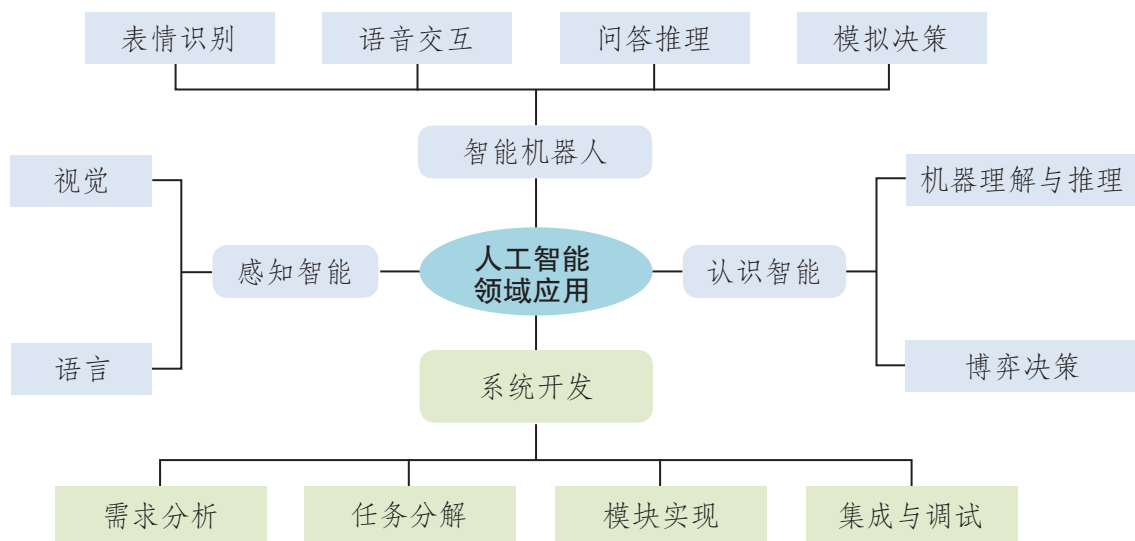 表情识别
语音交互
问答推理
模拟决策
智能机器人
视觉
机器理解与推理
感知智能
人工智能
领域应用
认识智能
语言
博弈决策
系统开发
需求分析
任务分解
模块实现
集成与调试